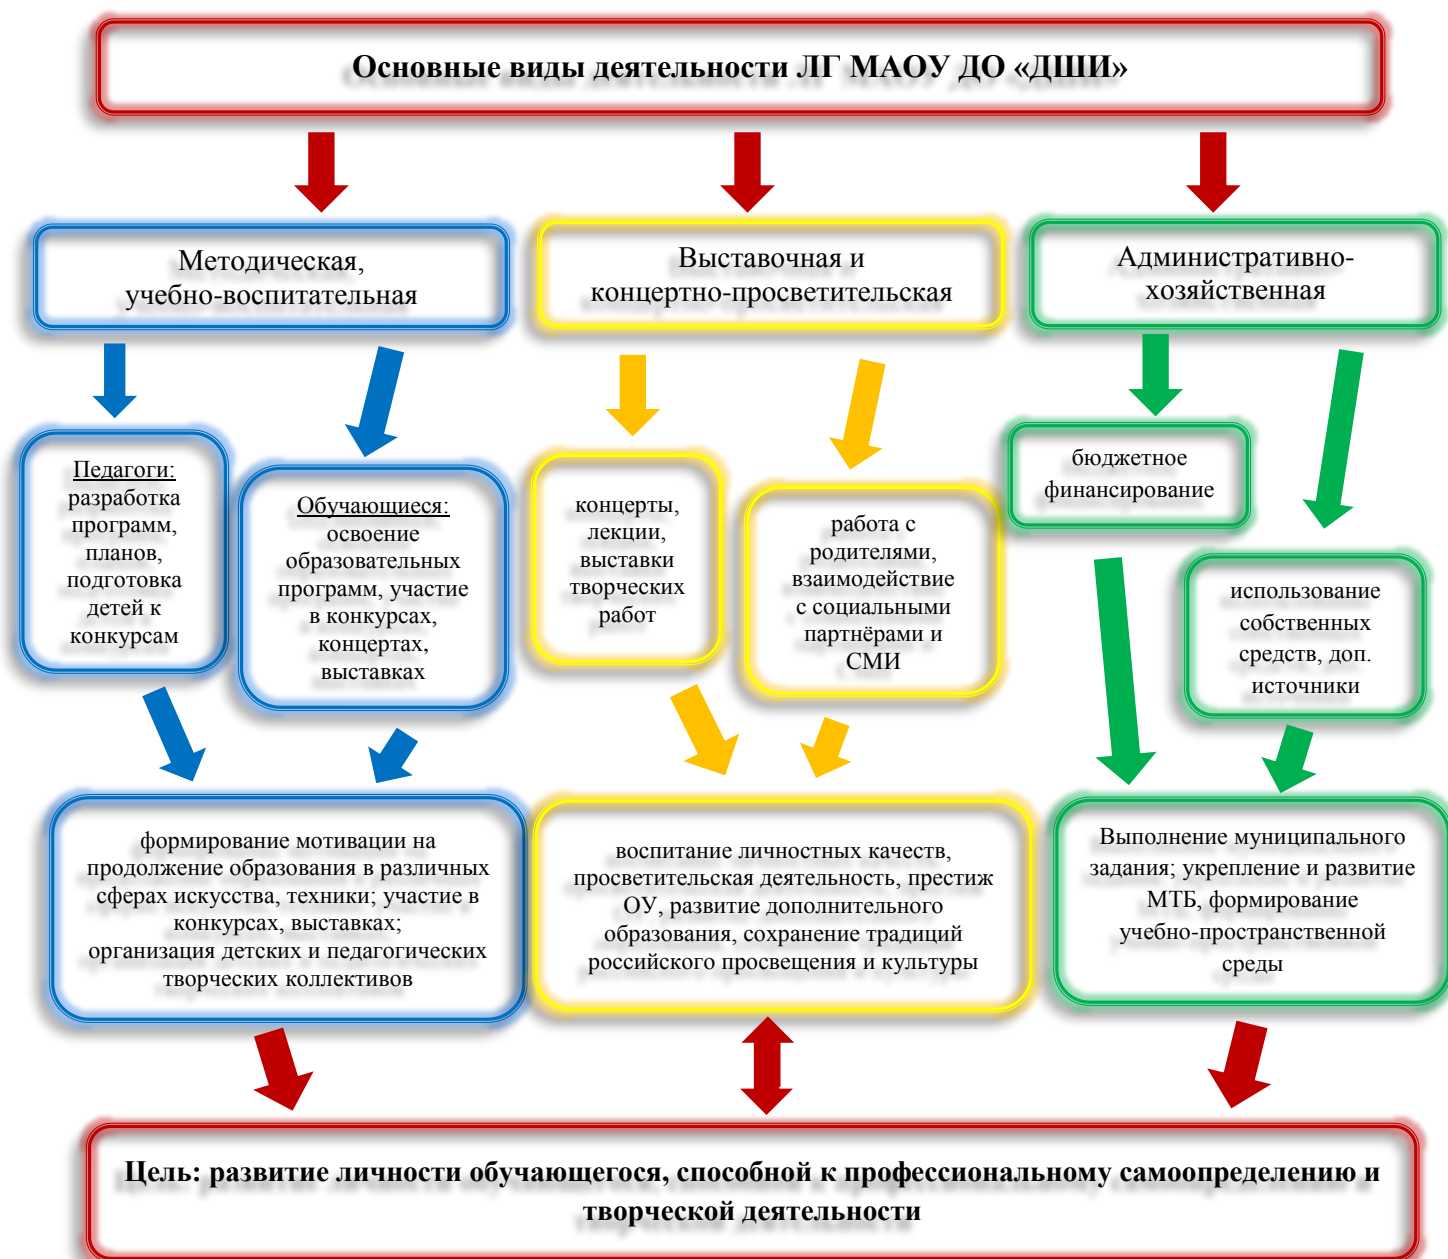 Основные виды деятельности ЛГ МАОУ ДО «ДШИ»
Методическая,
учебно-воспитательная
Выставочная и
концертно-просветительская
Административно-
хозяйственная
Педагоги:
разработка
программ,
планов,
подготовка
детей к
конкурсам
Обучающиеся:
освоение
образовательных
программ, участие
в конкурсах,
концертах,
выставках
концерты,
лекции,
выставки
творческих
работ
работа с
родителями,
взаимодействие
с социальными
партнёрами и
СМИ
бюджетное
финансирование
использование
собственных
средств, доп.
источники
формирование мотивации на
продолжение образования в различных
сферах искусства, техники; участие в
конкурсах, выставках;
организация детских и педагогических
творческих коллективов
воспитание личностных качеств,
просветительская деятельность, престиж
ОУ, развитие дополнительного
образования, сохранение традиций
российского просвещения и культуры
Выполнение муниципального
задания; укрепление и развитие
МТБ, формирование
учебно-пространственной
среды
Цель: развитие личности обучающегося, способной к профессиональному самоопределению и
творческой деятельности